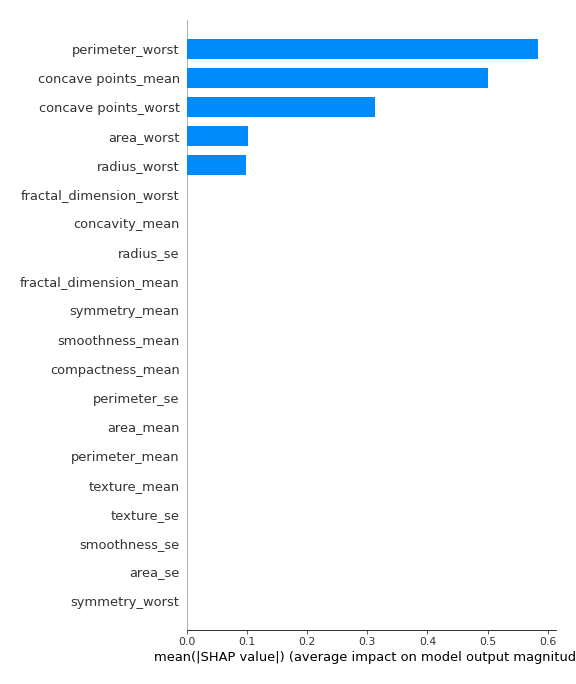 perimeter_worst
concave points_mean
concave points_worst
area_worst
radius_worst
fractal_dimension_worst
concavity_mean
radius_se
fractal_dimension_mean
symmetry_mean
smoothness_mean
compactness_mean
perimeter_se
area_mean
perimeter_mean
texture_mean
texture_se
smoothness_se
area_se
symmetry_worst
0.0 0.1 0.2 0.3 0.4 0.5 0.6
mean(|SHAP value|) (average impact on model output magnitud